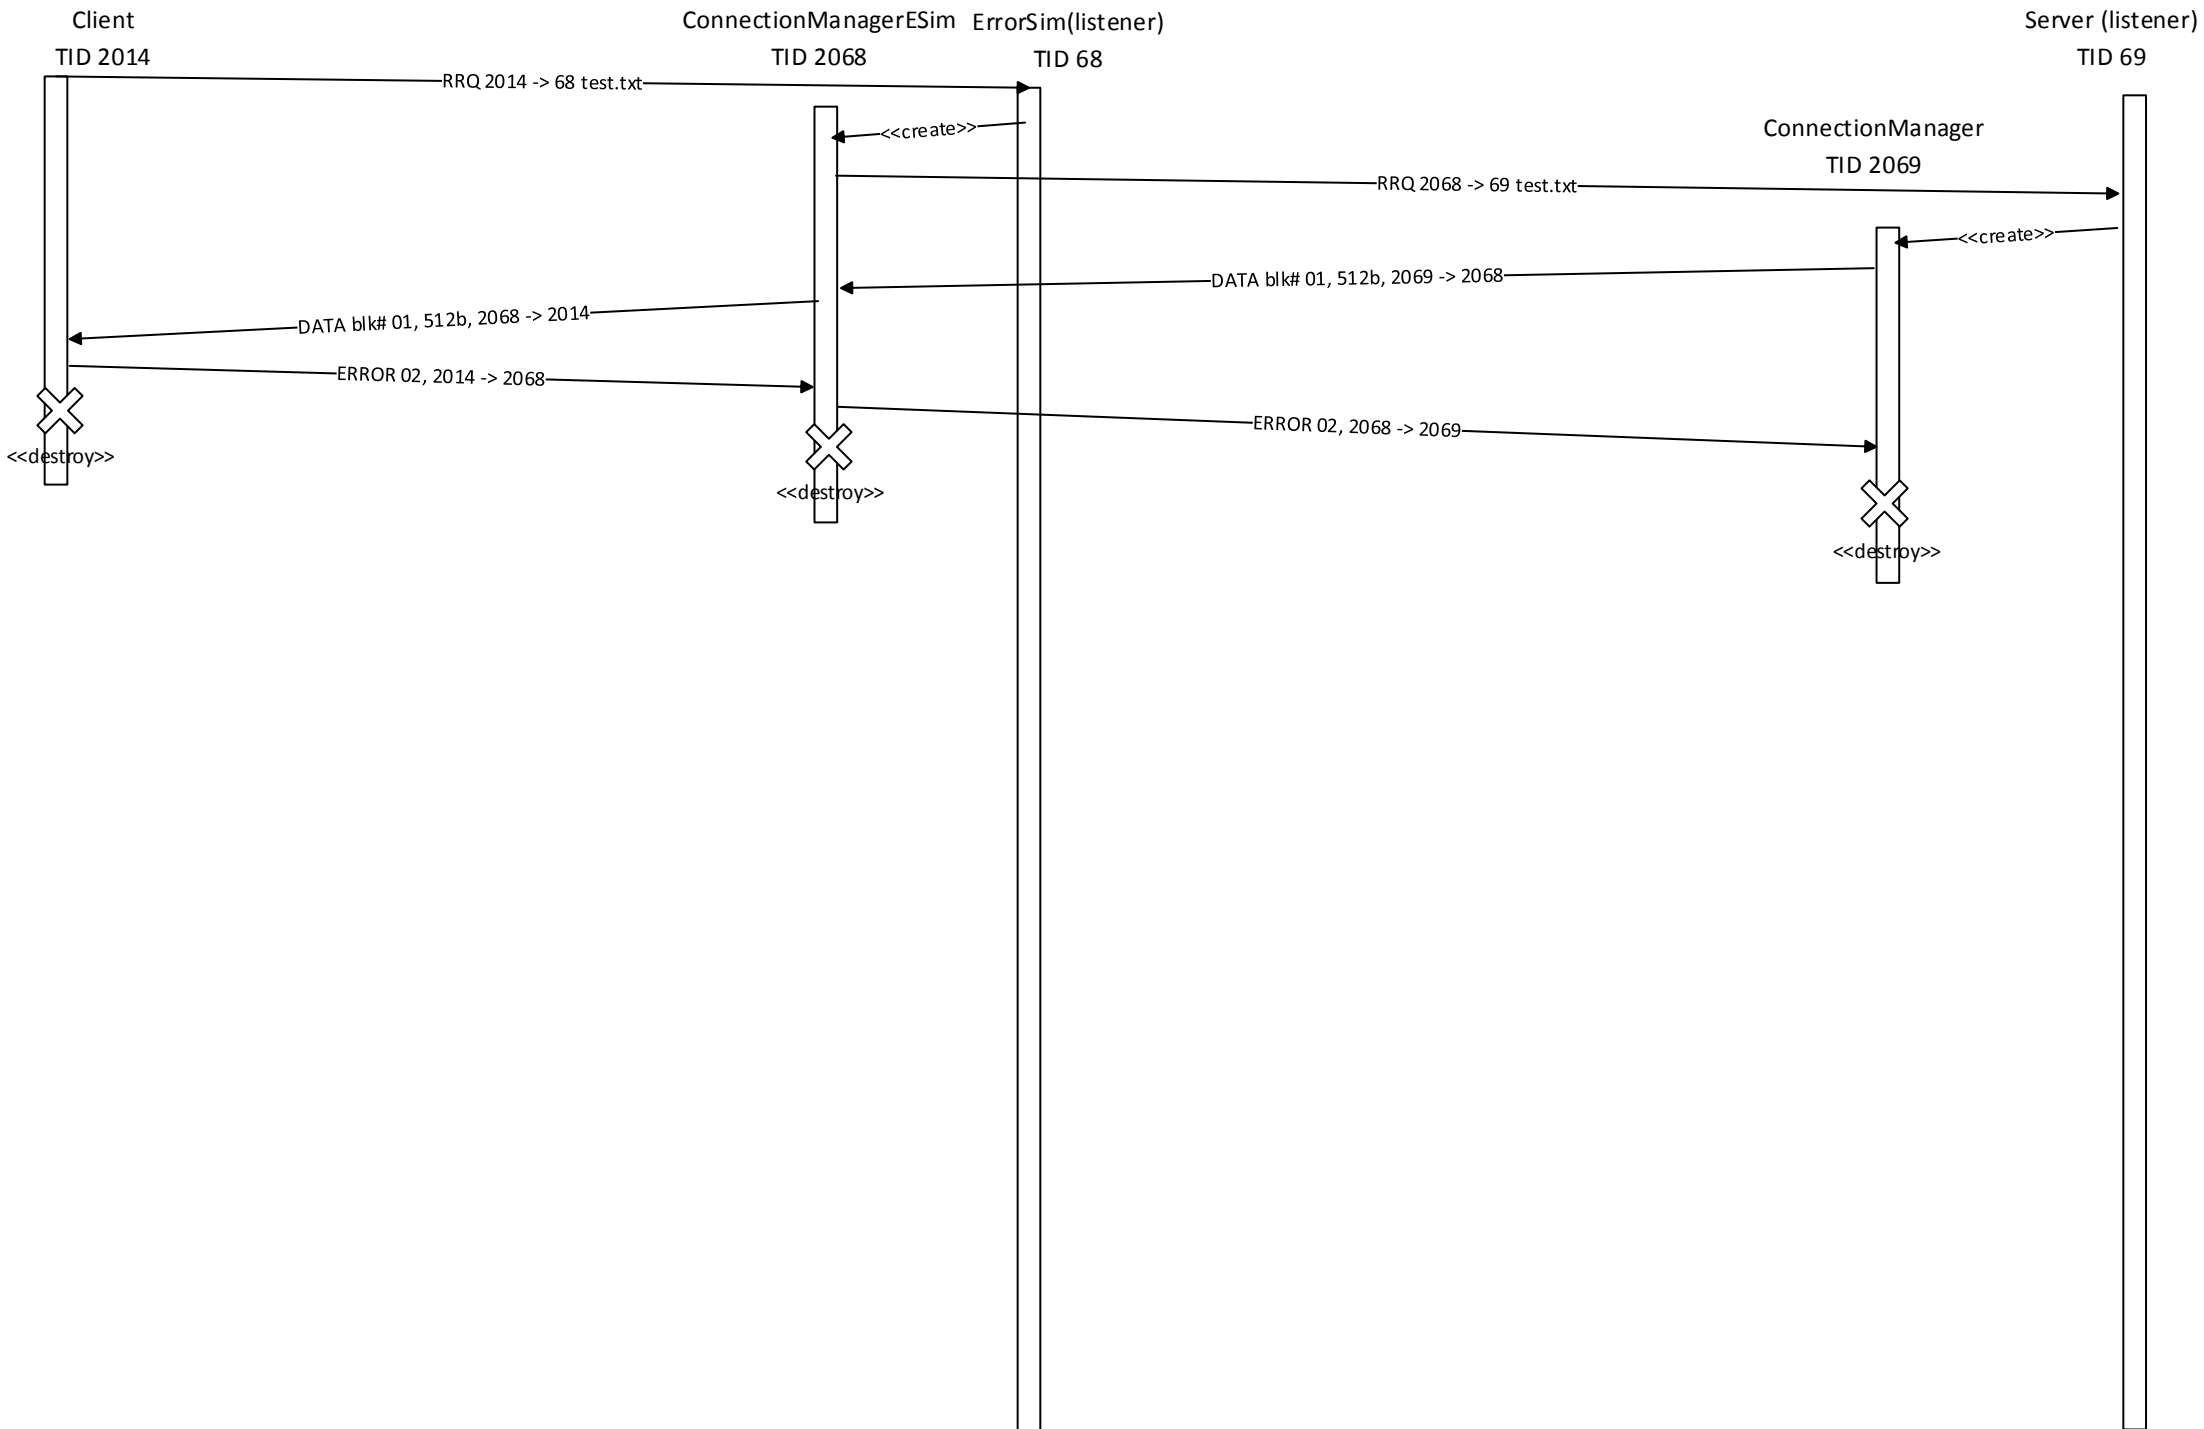 Client
TID 2014
ConnectionManagerESim
TID 2068
ErrorSim(listener)
TID 68
Server (listener)
TID 69
RRQ 2014 -> 68 test.txt
<<create>>
ConnectionManager
TID 2069
RRQ 2068 -> 69 test.txt
<<create>>
DATA blk# 01, 512b, 2069 -> 2068
DATA blk# 01, 512b, 2068 -> 2014
ERROR 02, 2014 -> 2068
ERROR 02, 2068 -> 2069
<<destroy>>
<<destroy>>
<<destroy>>